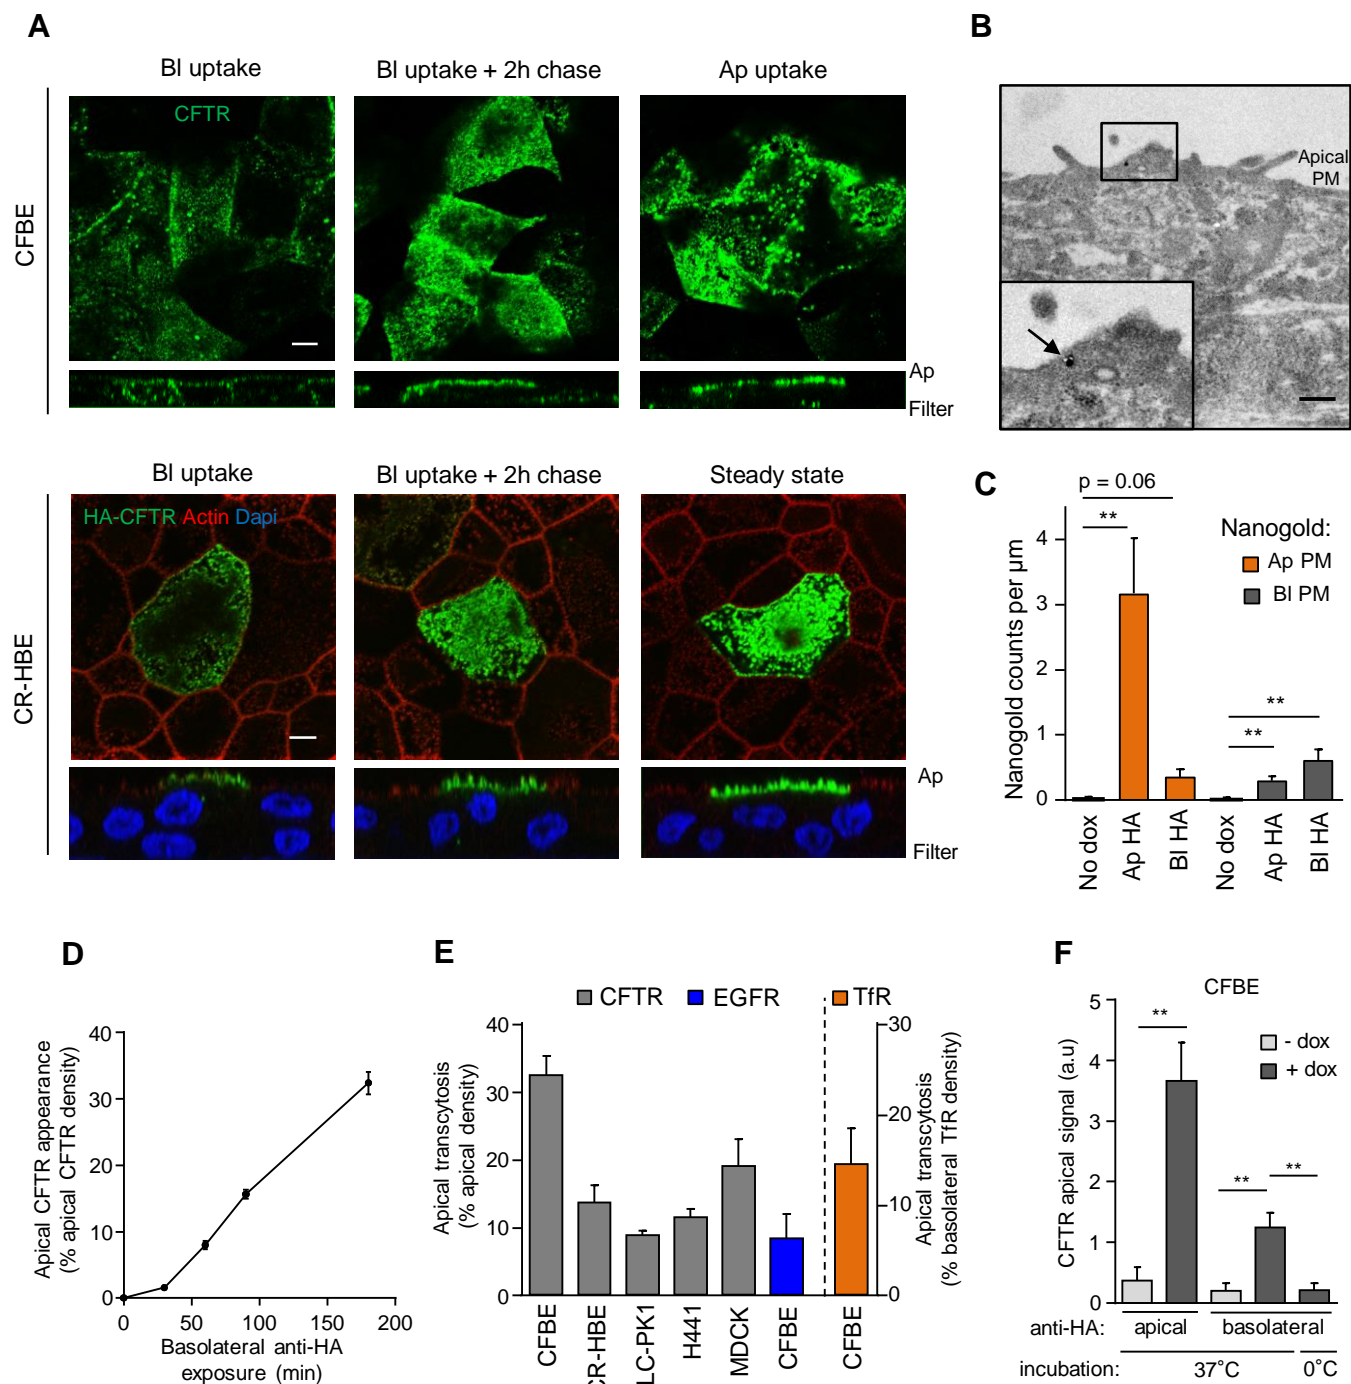 A
Bl uptake
Bl uptake + 2h chase
Ap uptake
CFBE
CFTR
Ap
Filter
Bl uptake
Bl uptake + 2h chase
Steady state
CR-HBE
HA-CFTR Actin Dapi
Ap
Filter
B
Apical
PM
C
p = 0.06
**
**
**
Nanogold:
Ap PM
Bl PM
Nanogold counts per µm
4
3
2
1
0
No dox
Ap HA
Bl HA
No dox
Ap HA
Bl HA
D
Apical CFTR appearance
(% apical CFTR density)
40
30
20
10
0
0 50 100 150 200
Basolateral anti-HA
exposure (min)
E
CFTR EGFR TfR
Apical transcytosis
(% apical density)
40
30
20
10
0
30
20
10
0
Apical transcytosis
(% basolateral TfR density)
CFBE
CR-HBE
LLC-PK1
H441
MDCK
CFBE
CFBE
F
CFBE
- dox
+ dox
**
**
**
CFTR apical signal (a.u)
5
4
3
2
1
0
anti-HA: apical basolateral
incubation: 37°C 0°C